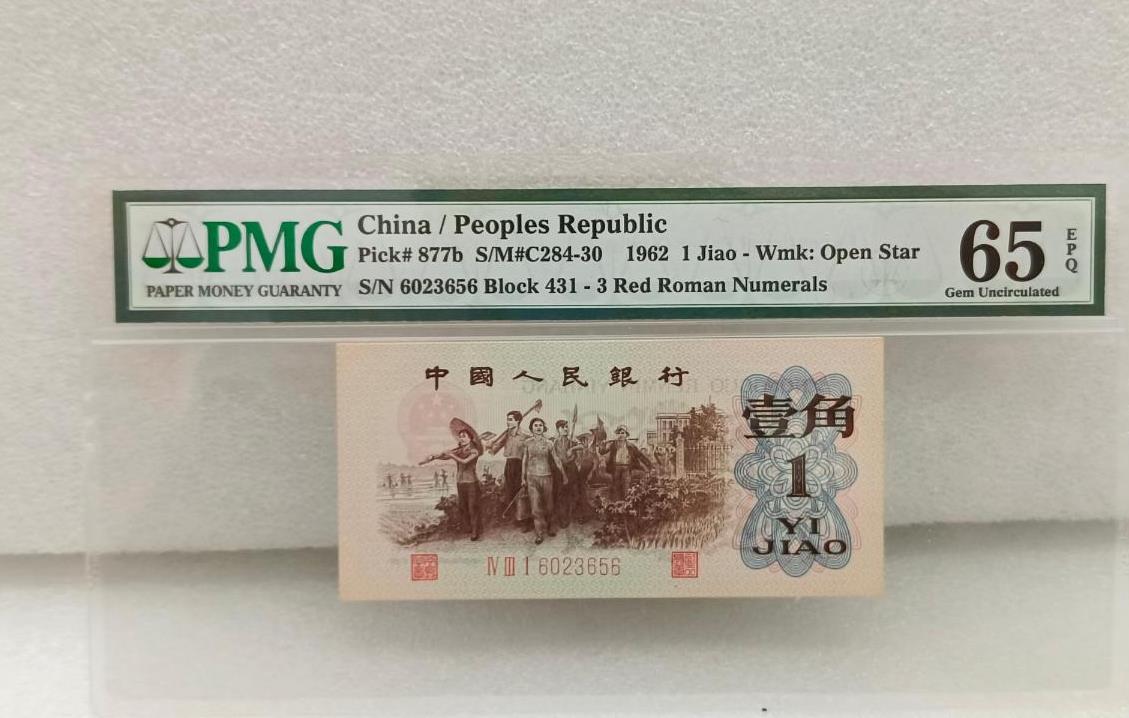 PMG
PAPER MONEY GUARANTY
China / Peoples Republic
Pick# 877b S/M#C284-30 1962 1 Jiao - Wmk: Open Star
S/N 6023656 Block 431 - 3 Red Roman Numerals
65
EPQ
Gem Uncirculated
中國人民銀行
壹角
1
YI
JIAO
IV III I 6023656